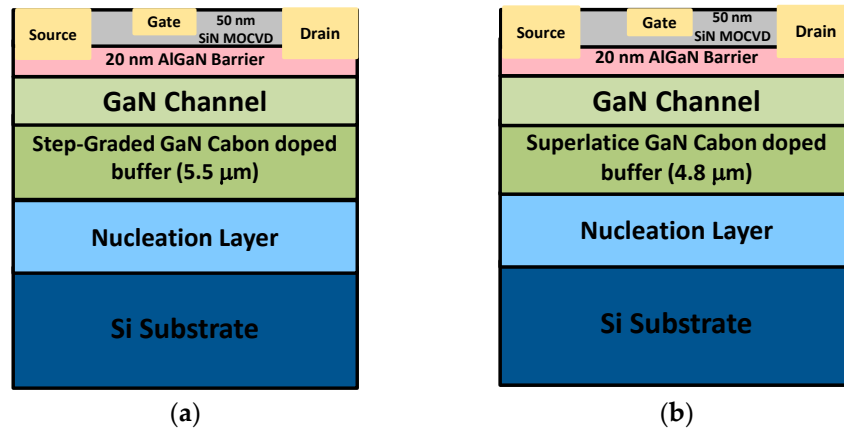 Source
Gate
50 nm
SiN MOCVD
Drain
20 nm AlGaN Barrier
GaN Channel
Step-Graded GaN Cabon doped
buffer (5.5 μm)
Nucleation Layer
Si Substrate
(a)
Source
Gate
50 nm
SiN MOCVD
Drain
20 nm AlGaN Barrier
GaN Channel
Superlatice GaN Cabon doped
buffer (4.8 μm)
Nucleation Layer
Si Substrate
(b)